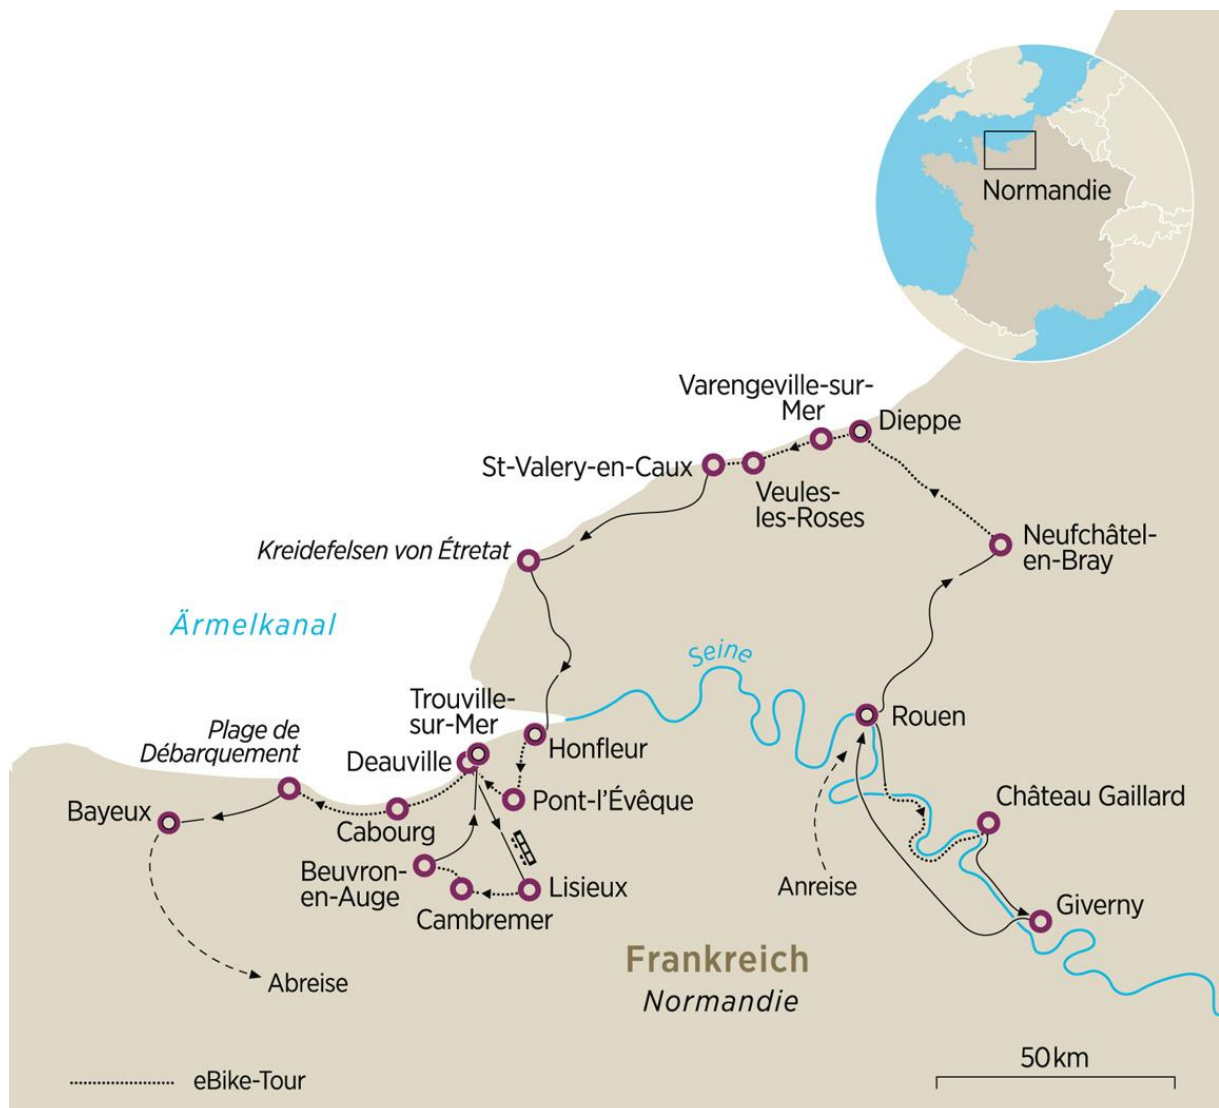 Normandie
Varengeville-sur-
Mer
Dieppe
St-Valery-en-Caux
Veules-
les-Roses
Neufchâtel-
en-Bray
Kreidefelsen von Étretat
Ärmelkanal
Seine
Trouville-
sur-Mer
Rouen
Plage de
Débarquement
Honfleur
Deauville
Pont-l'Évêque
Château Gaillard
Bayeux
Cabourg
Beuvron-
en-Auge
Lisieux
Anreise
Cambremer
Giverny
Frankreich
Normandie
Abreise
50 km
eBike-Tour